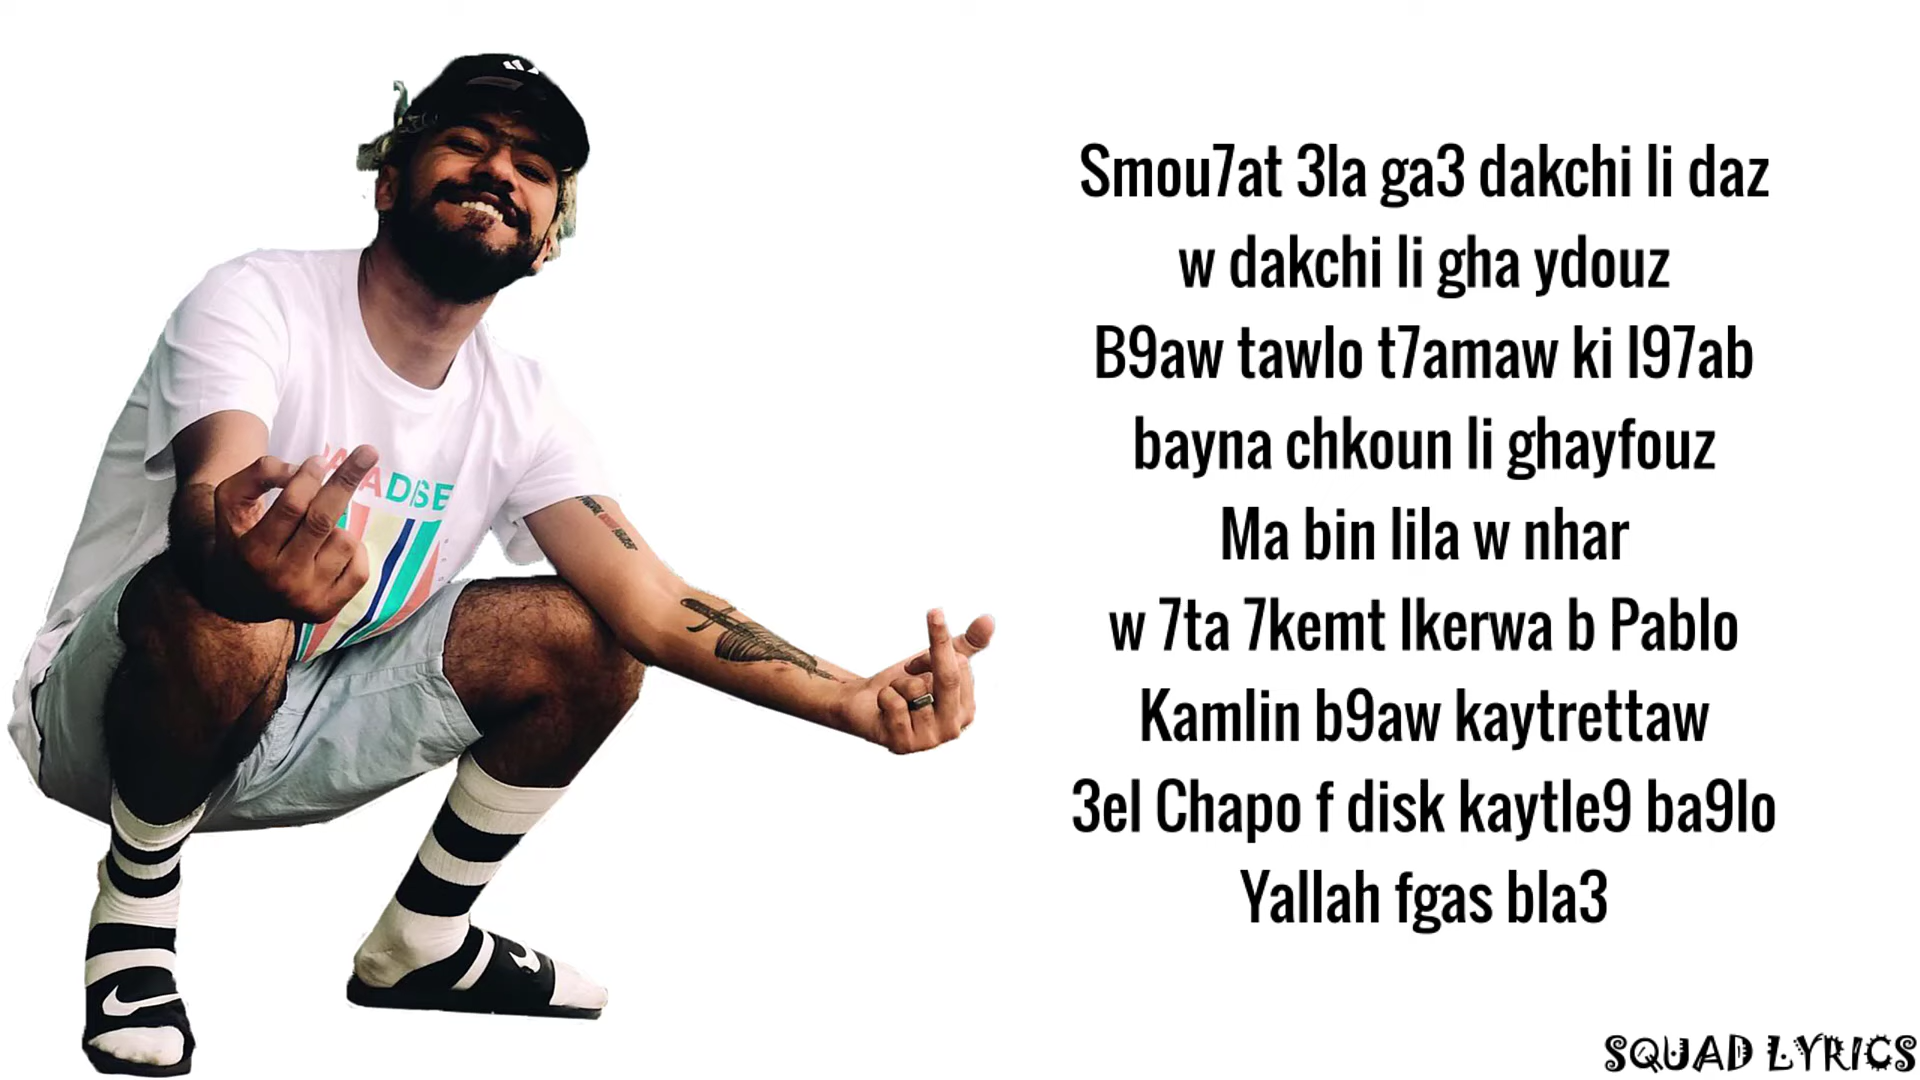 Smou7at 3la ga3 dakchi li daz
w dakchi li gha ydouz
B9aw tawlo t7amaw ki l97ab
bayna chkoun li ghayfouz
Ma bin lila w nhar
w 7ta 7kemt lkerwa b Pablo
Kamlin b9aw kaytrettaw
3el Chapo f disk kaytle9 ba9lo
Yallah fgas bla3
SQUAD LYRICS